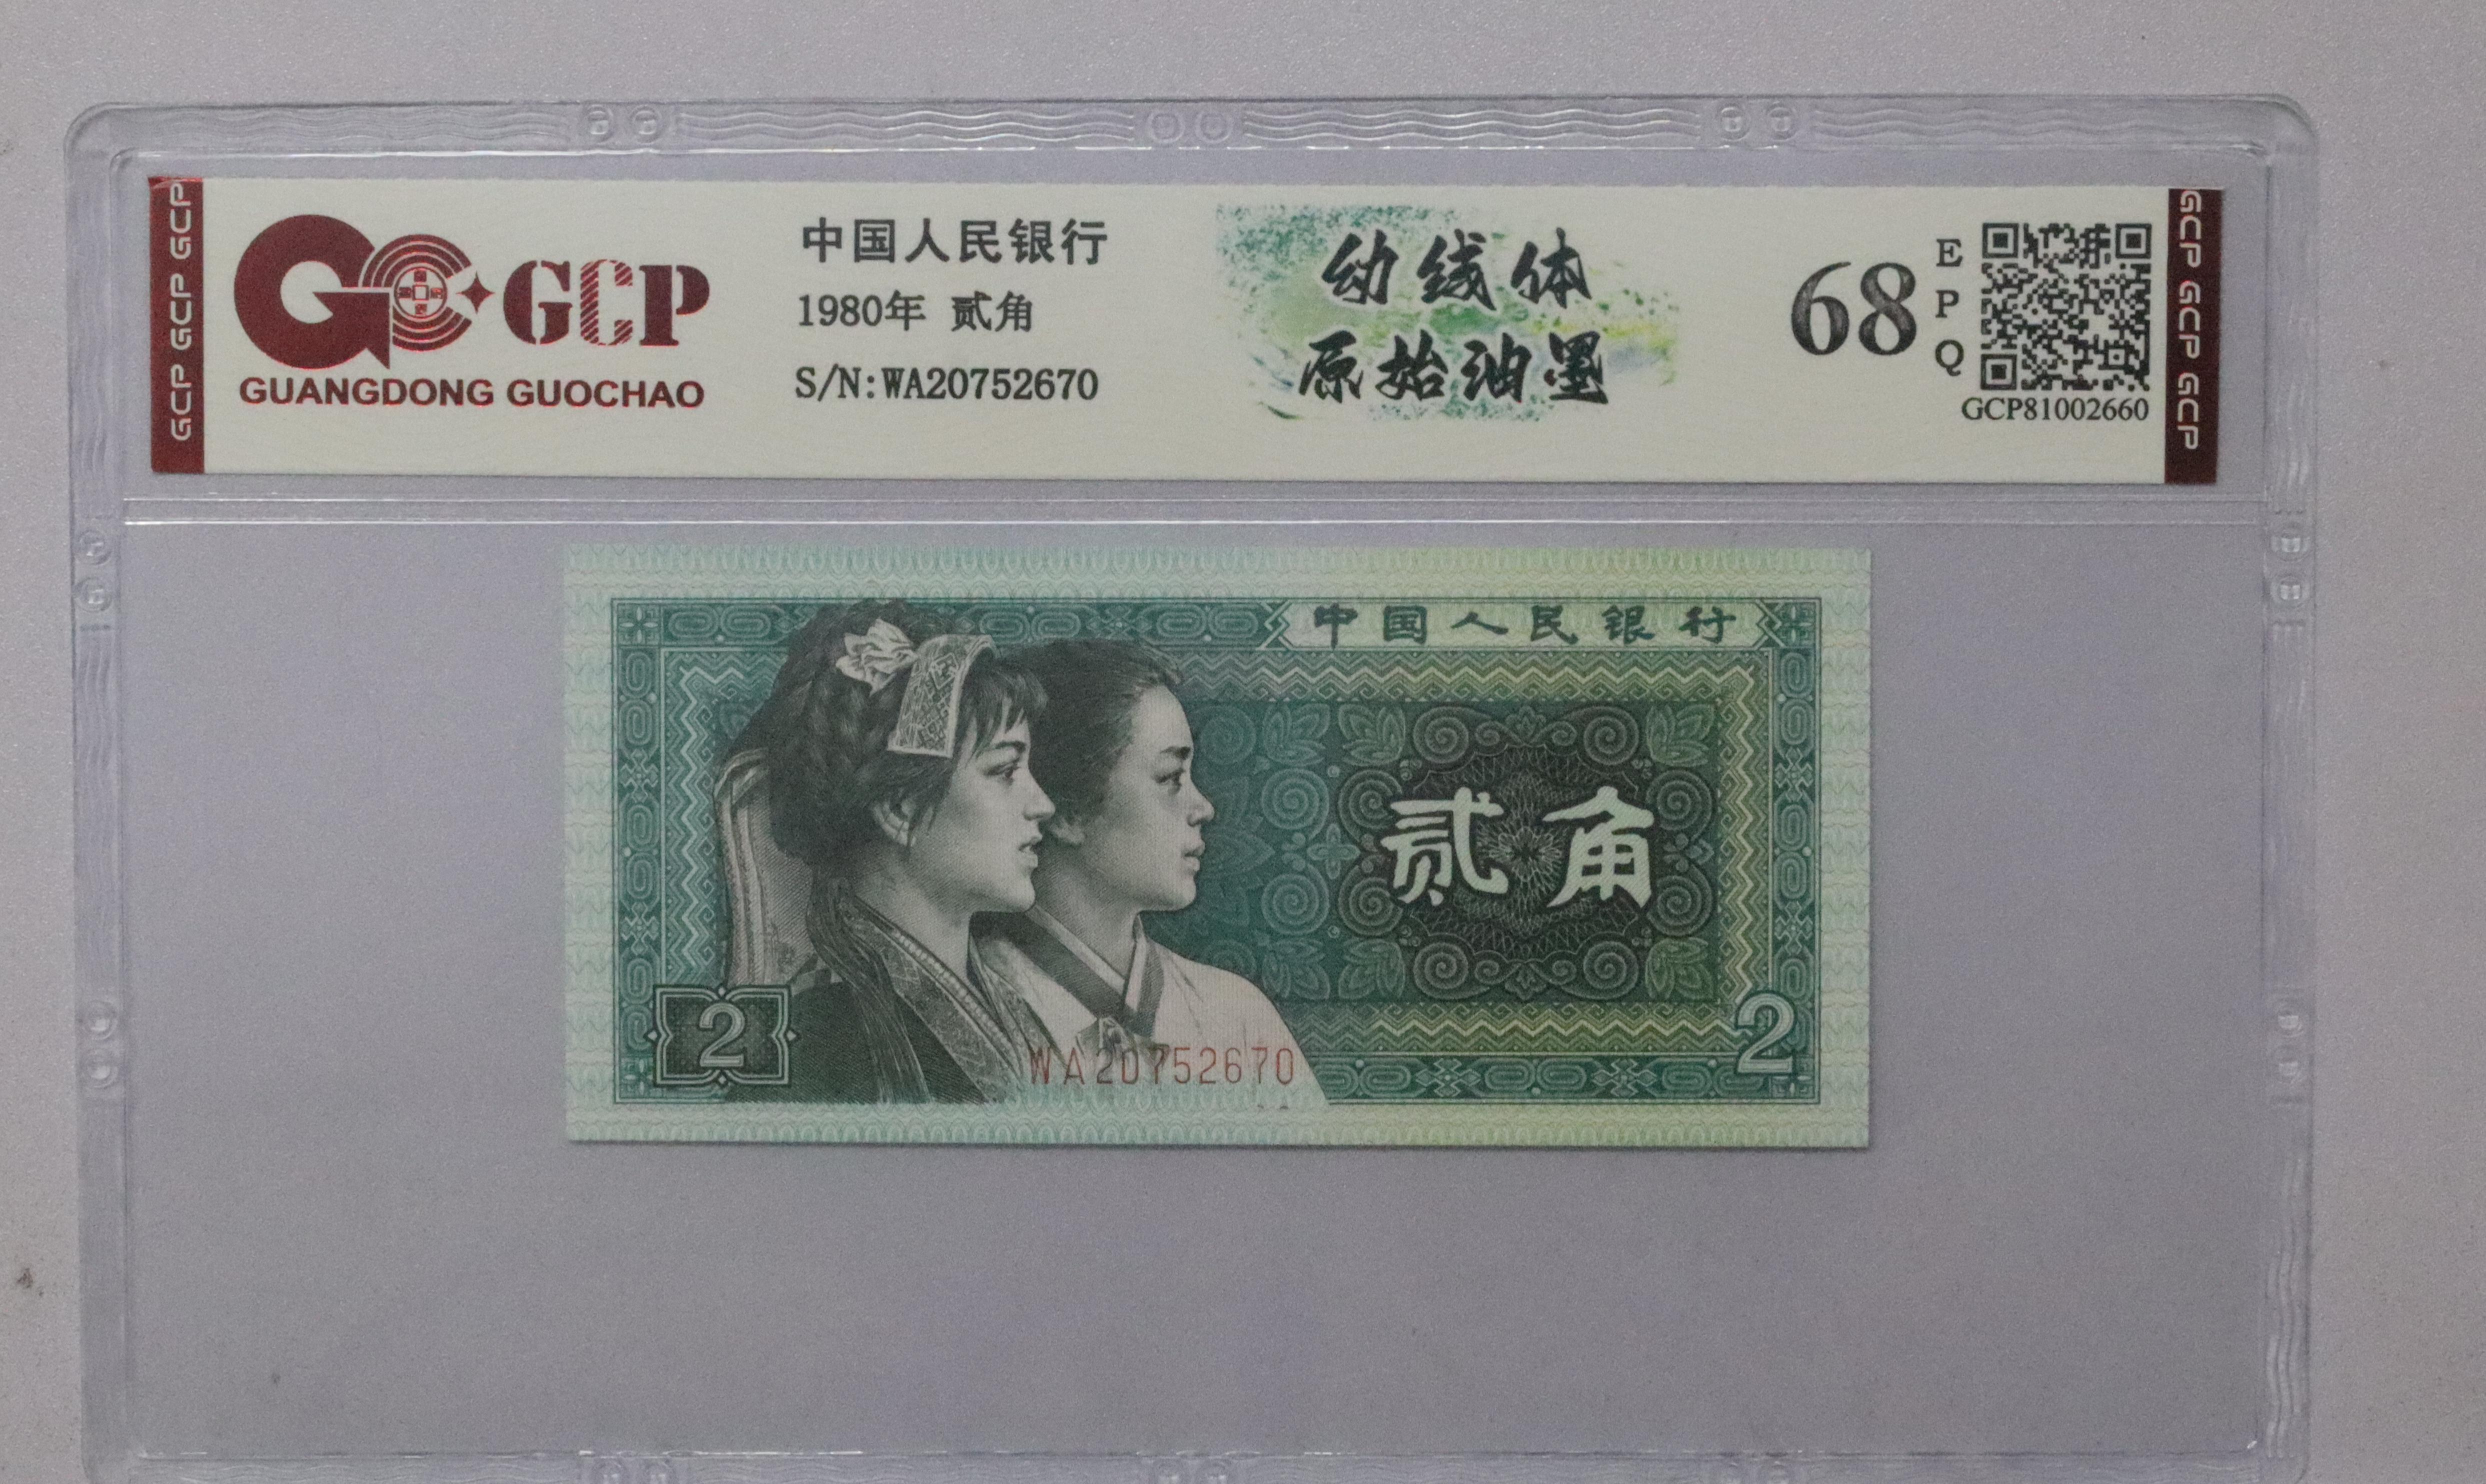 GCP GCP GCP
GCP
GUANGDONG GUOCHAO
中国人民银行
1980年 贰角
S/N:WA20752670
幼线体
原始油墨
68
E
P
Q
GCP81002660
GCP GCP GCP
中国人民银行
贰角
2
WA20752670
2